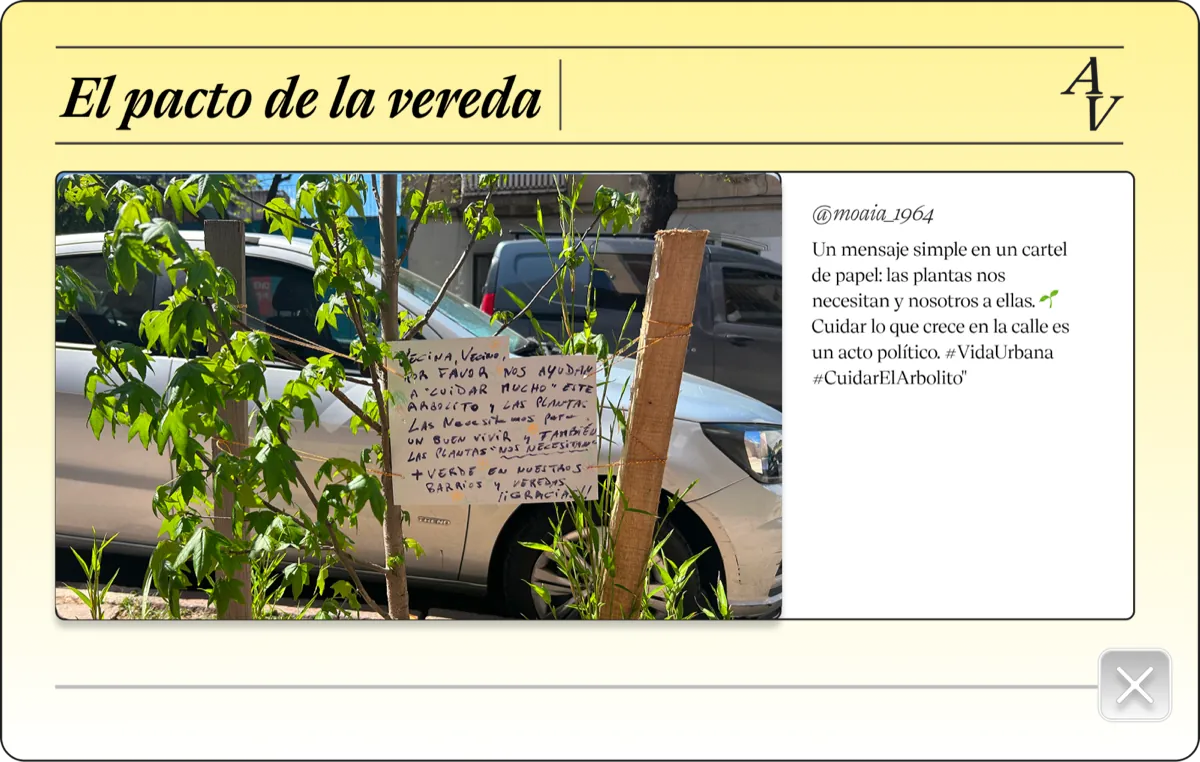 El pacto de la vereda
A
V
@moaia_1964
Un mensaje simple en un cartel
de papel: las plantas nos
necesitan y nosotros a ellas. 🌱
Cuidar lo que crece en la calle es
un acto político. #VidaUrbana
#CuidarElArbolito"
VECINA, VECINO,
POR FAVOR NOS AYUDAN
A "CUIDAR MUCHO" ESTE
ARBOLITO y LAS PLANTAS
LAS Necesitamos para
UN BUEN VIVIR y TAMBIÉN
LAS PLANTAS "NOS NECESITAN"
+ VERDE EN NUESTROS
BARRIOS y VEREDAS
¡¡GRACIAS!!
TREND